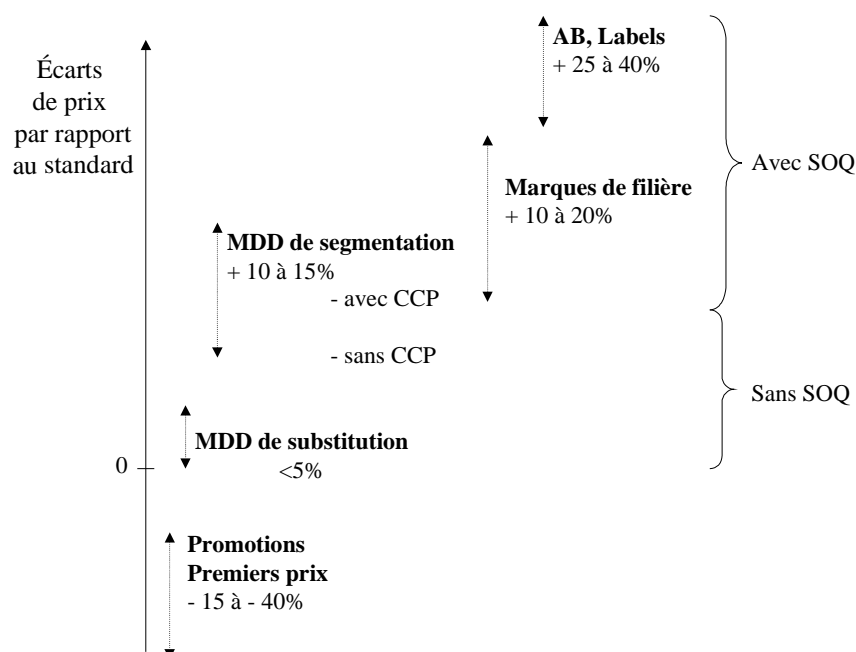 Écarts
de prix
par rapport
au standard
AB, Labels
+ 25 à 40%
Avec SOQ
Marques de filière
+ 10 à 20%
MDD de segmentation
+ 10 à 15%
- avec CCP
- sans CCP
Sans SOQ
MDD de substitution
<5%
0
Promotions
Premiers prix
- 15 à - 40%